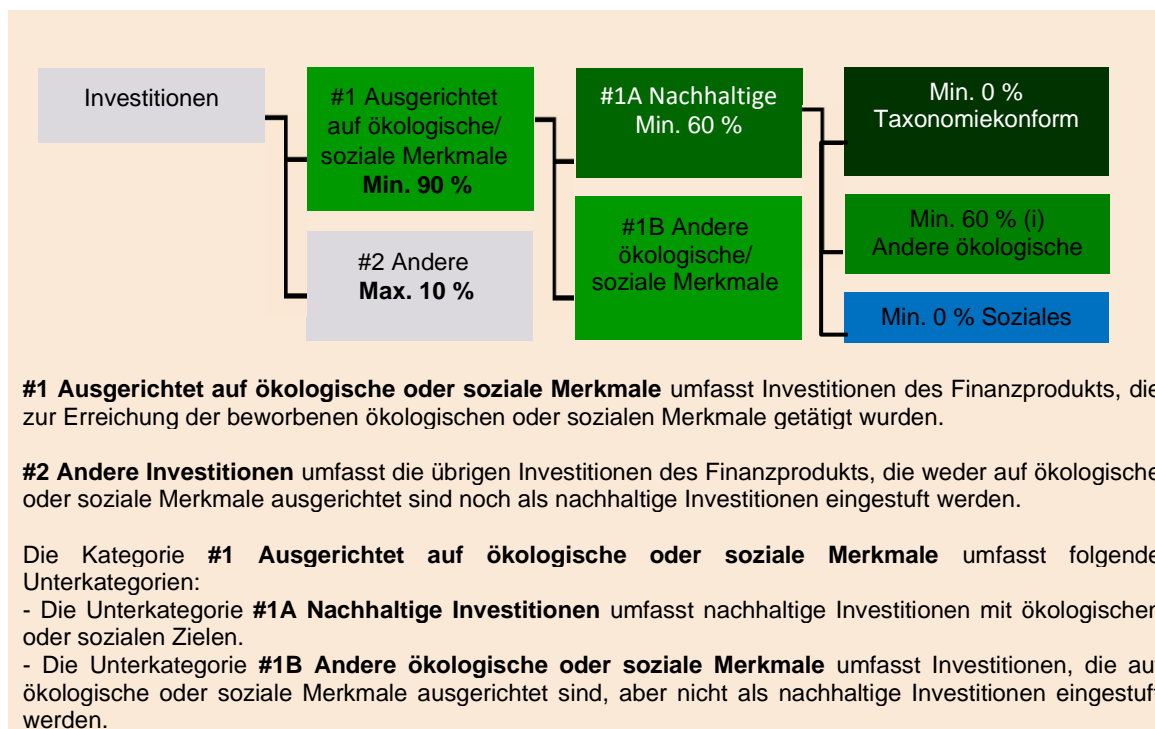 Investitionen
#1 Ausgerichtet
auf ökologische/
soziale Merkmale
Min. 90 %
#2 Andere
Max. 10 %
#1A Nachhaltige
Min. 60 %
#1B Andere
ökologische/
soziale Merkmale
Min. 0 %
Taxonomiekonform
Min. 60 % (i)
Andere ökologische
Min. 0 % Soziales
#1 Ausgerichtet auf ökologische oder soziale Merkmale umfasst Investitionen des Finanzprodukts, die
zur Erreichung der beworbenen ökologischen oder sozialen Merkmale getätigt wurden.
#2 Andere Investitionen umfasst die übrigen Investitionen des Finanzprodukts, die weder auf ökologische
oder soziale Merkmale ausgerichtet sind noch als nachhaltige Investitionen eingestuft werden.
Die Kategorie #1 Ausgerichtet auf ökologische oder soziale Merkmale umfasst folgende
Unterkategorien:
- Die Unterkategorie #1A Nachhaltige Investitionen umfasst nachhaltige Investitionen mit ökologischen
oder sozialen Zielen.
- Die Unterkategorie #1B Andere ökologische oder soziale Merkmale umfasst Investitionen, die auf
ökologische oder soziale Merkmale ausgerichtet sind, aber nicht als nachhaltige Investitionen eingestuft
werden.